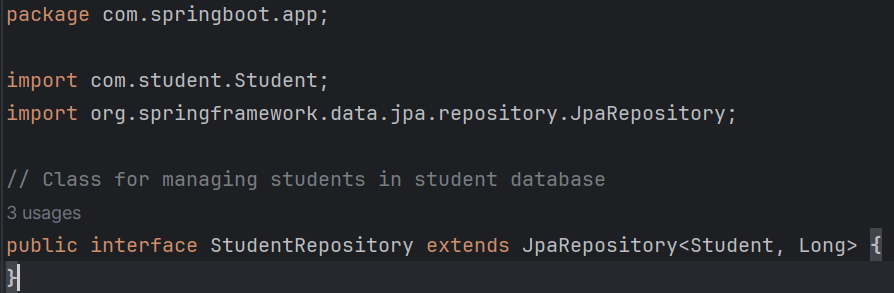 package com.springboot.app;
import com.student.Student;
import org.springframework.data.jpa.repository.JpaRepository;
// Class for managing students in student database
3 usages
public interface StudentRepository extends JpaRepository<Student, Long> {
}